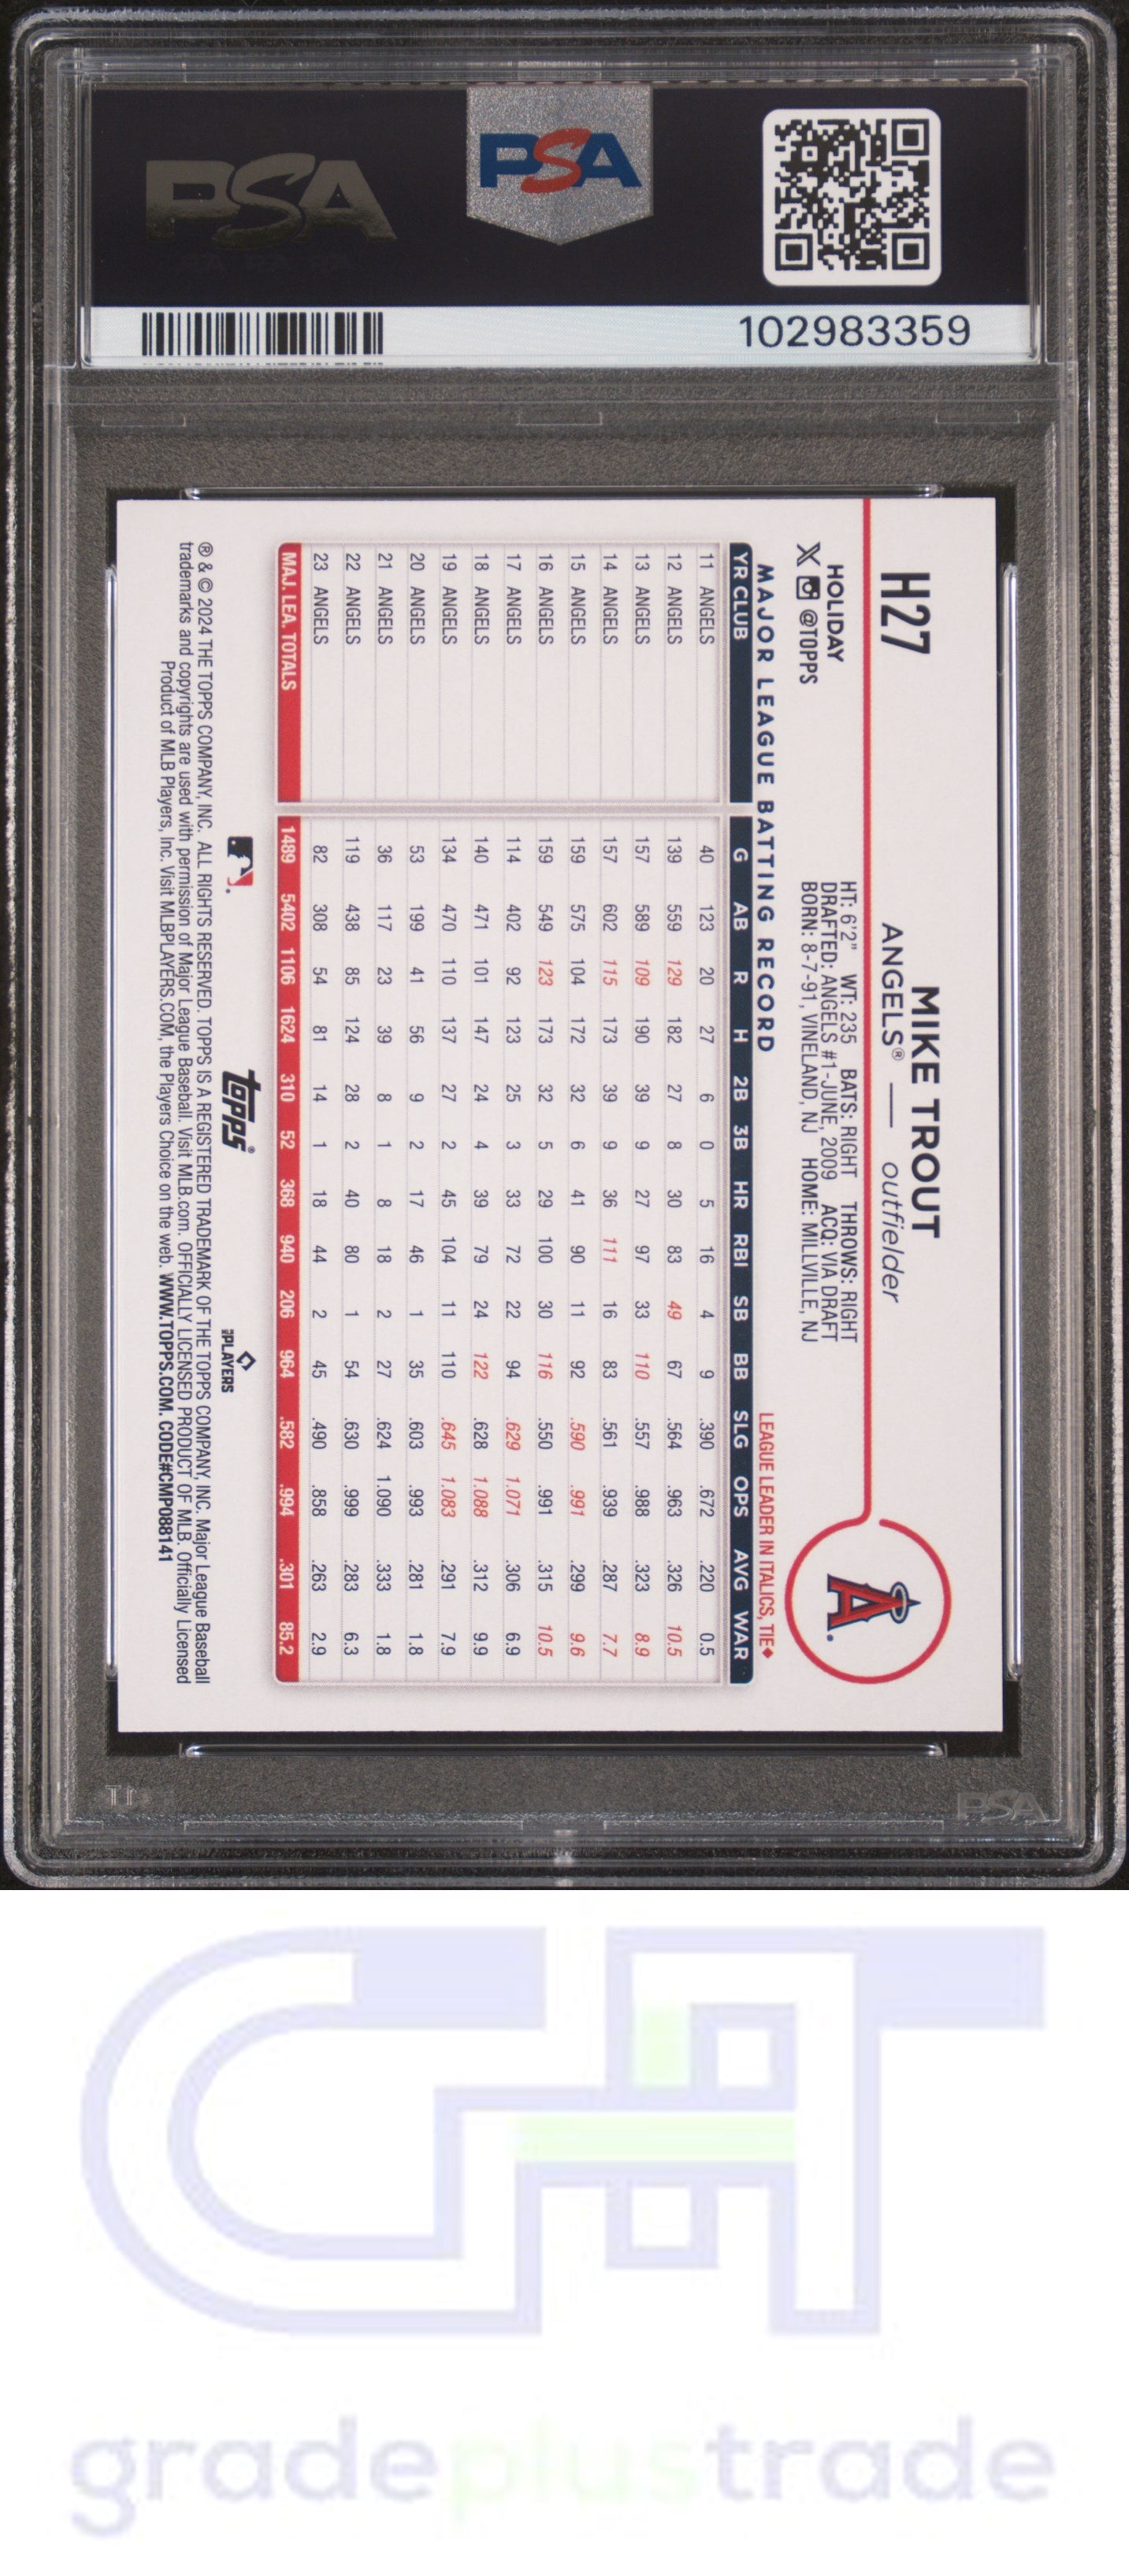 PSA
PSA
102983359
H27
MIKE TROUT
ANGELS® — outfielder
HOLIDAY
@TOPPS
HT: 6'2" WT: 235 BATS: RIGHT THROWS: RIGHT
DRAFTED: ANGELS #1-JUNE, 2009 ACQ: VIA DRAFT
BORN: 8-7-91, VINELAND, NJ HOME: MILLVILLE, NJ
A
MAJOR LEAGUE BATTING RECORD
LEAGUE LEADER IN ITALICS, TIE♦
YR CLUB G AB R H 2B 3B HR RBI SB BB SLG OPS AVG WAR
11 ANGELS 40 123 20 27 6 0 5 16 4 9 .390 .672 .220 0.5
12 ANGELS 139 559 129 182 27 8 30 83 49 67 .564 .963 .326 10.5
13 ANGELS 157 589 109 190 39 9 27 97 33 110 .557 .988 .323 8.9
14 ANGELS 157 602 115 173 39 9 36 111 16 83 .561 .939 .287 7.7
15 ANGELS 159 575 104 172 32 6 41 90 11 92 .590 .991 .299 9.6
16 ANGELS 159 549 123 173 32 5 29 100 30 116 .550 .991 .315 10.5
17 ANGELS 114 402 92 123 25 3 33 72 22 94 .629 1.071 .306 6.9
18 ANGELS 140 471 101 147 24 4 39 79 24 122 .628 1.088 .312 9.9
19 ANGELS 134 470 110 137 27 2 45 104 11 110 .645 1.083 .291 7.9
20 ANGELS 53 199 41 56 9 2 17 46 1 35 .603 .993 .281 1.8
21 ANGELS 36 117 23 39 8 1 8 18 2 27 .624 1.090 .333 1.8
22 ANGELS 119 438 85 124 28 2 40 80 1 54 .630 .999 .283 6.3
23 ANGELS 82 308 54 81 14 1 18 44 2 45 .490 .858 .263 2.9
MAJ. LEA. TOTALS 1489 5402 1106 1624 310 52 368 940 206 964 .582 .994 .301 85.2
topps®
PLAYERS
® & © 2024 THE TOPPS COMPANY, INC. ALL RIGHTS RESERVED. TOPPS IS A REGISTERED TRADEMARK OF THE TOPPS COMPANY, INC. Major League Baseball
trademarks and copyrights are used with permission of Major League Baseball. Visit MLB.com. OFFICIALLY LICENSED PRODUCT OF MLB. Officially Licensed
Product of MLB Players, Inc. Visit MLBPLAYERS.COM, the Players Choice on the web. WWW.TOPPS.COM. CODE#CMP088141
PSA
gradeplustrade